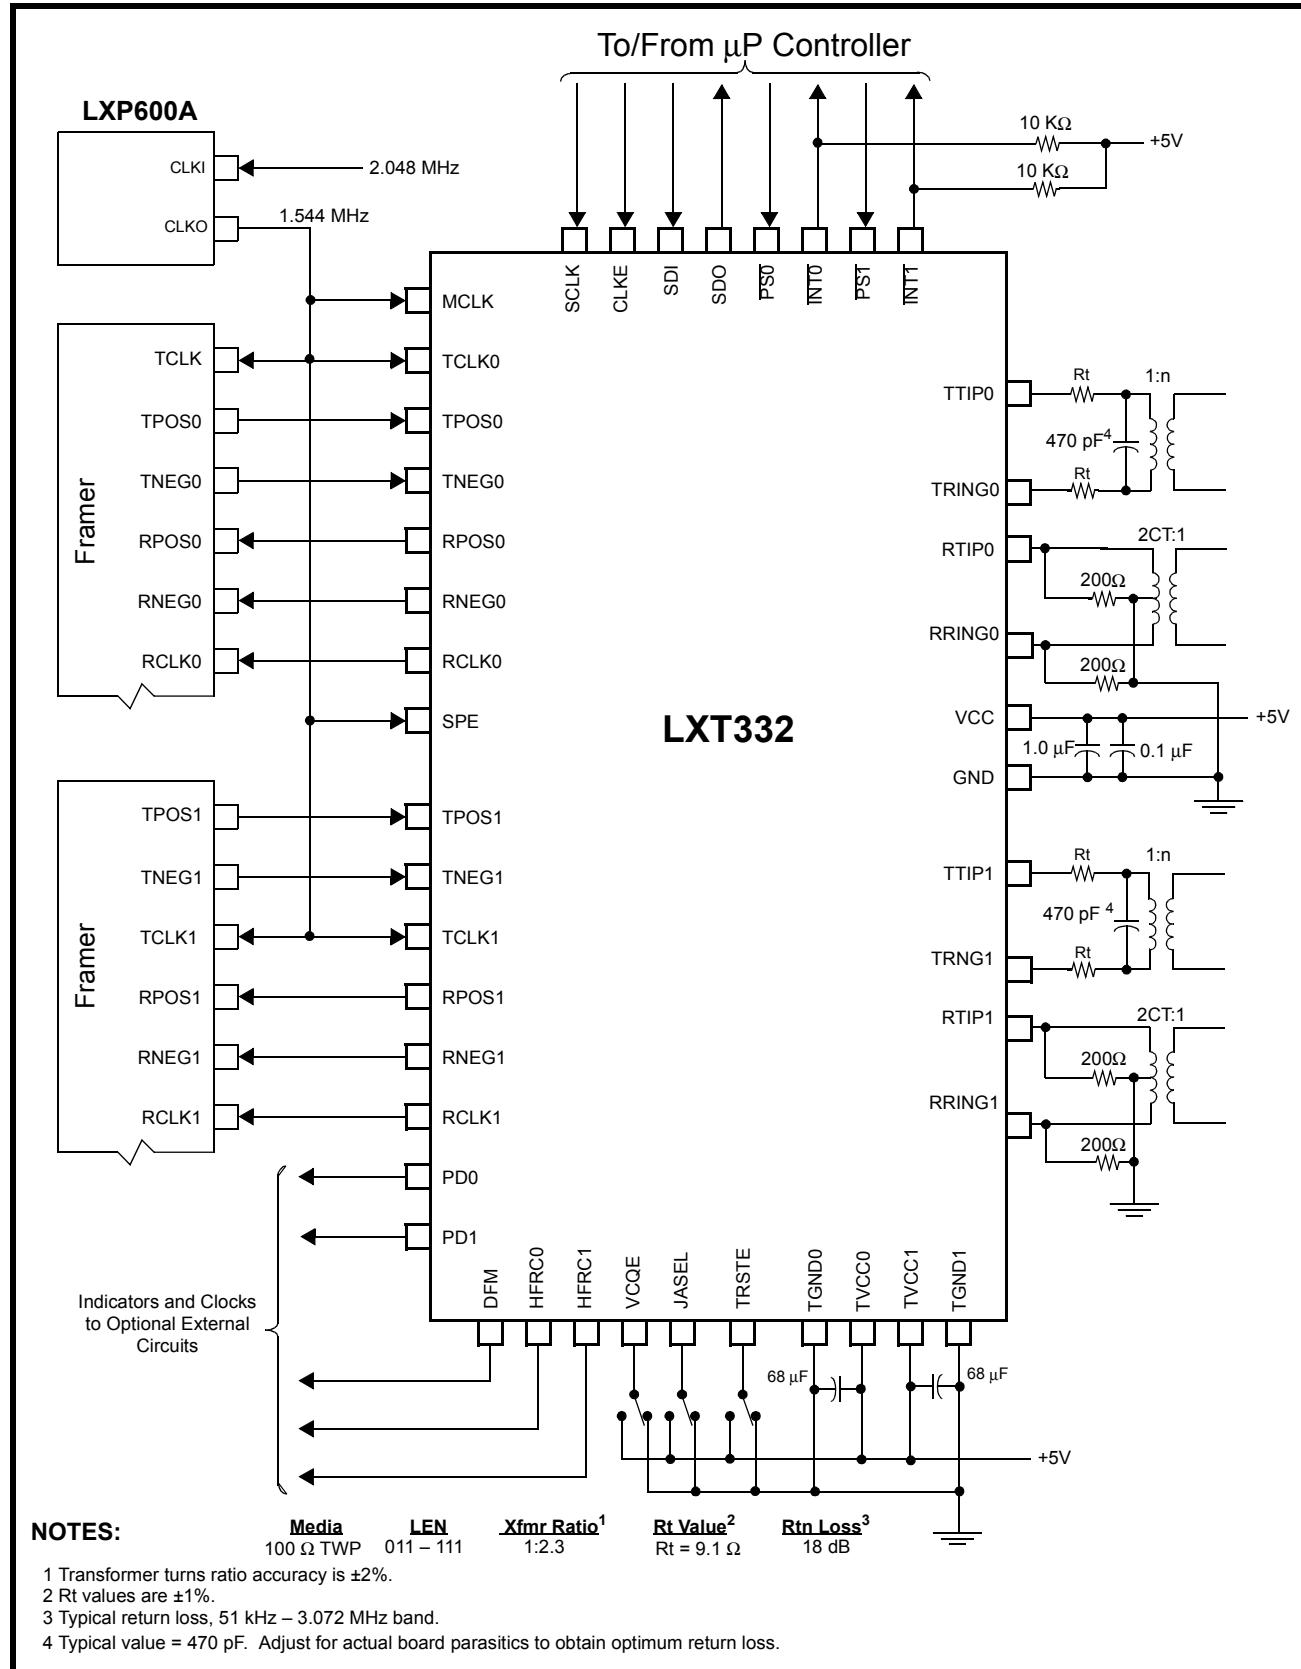 To/From µP Controller
LXP600A
CLKI
2.048 MHz
CLKO
1.544 MHz
10 KΩ
+5V
10 KΩ
SCLK
CLKE
SDI
SDO
PS0
INT0
PS1
INT1
Framer
TCLK
TPOS0
TNEG0
RPOS0
RNEG0
RCLK0
MCLK
TCLK0
TPOS0
TNEG0
RPOS0
RNEG0
RCLK0
SPE
LXT332
TTIP0
Rt
1:n
470 pF4
TRING0
Rt
RTIP0
2CT:1
200Ω
RRING0
200Ω
VCC
+5V
1.0 µF
0.1 µF
GND
Framer
TPOS1
TNEG1
TCLK1
RPOS1
RNEG1
RCLK1
TPOS1
TNEG1
TCLK1
RPOS1
RNEG1
RCLK1
PD0
PD1
TTIP1
Rt
1:n
470 pF 4
TRNG1
Rt
RTIP1
2CT:1
200Ω
RRING1
200Ω
DFM
HFRC0
HFRC1
VCQE
JASEL
TRSTE
TGND0
TVCC0
TVCC1
TGND1
Indicators and Clocks
to Optional External
Circuits
68 µF
68 µF
+5V
NOTES:
Media LEN Xfmr Ratio1 Rt Value2 Rtn Loss3
100 Ω TWP 011 – 111 1:2.3 Rt = 9.1 Ω 18 dB
1 Transformer turns ratio accuracy is ±2%.
2 Rt values are ±1%.
3 Typical return loss, 51 kHz – 3.072 MHz band.
4 Typical value = 470 pF. Adjust for actual board parasitics to obtain optimum return loss.